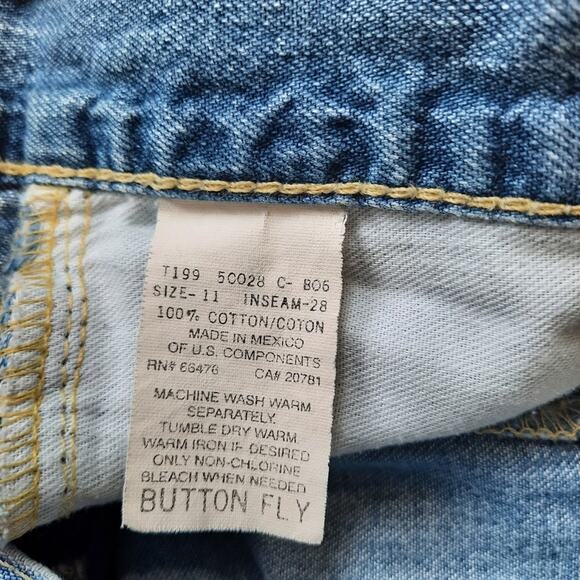 T199 50028 C- B06
SIZE- 11 INSEAM-28
100% COTTON/COTON
MADE IN MEXICO
OF U.S. COMPONENTS
RN# 66476 CA# 20781
MACHINE WASH WARM
SEPARATELY.
TUMBLE DRY WARM
WARM IRON IF DESIRED
ONLY NON-CHLORINE
BLEACH WHEN NEEDED
BUTTON FLY